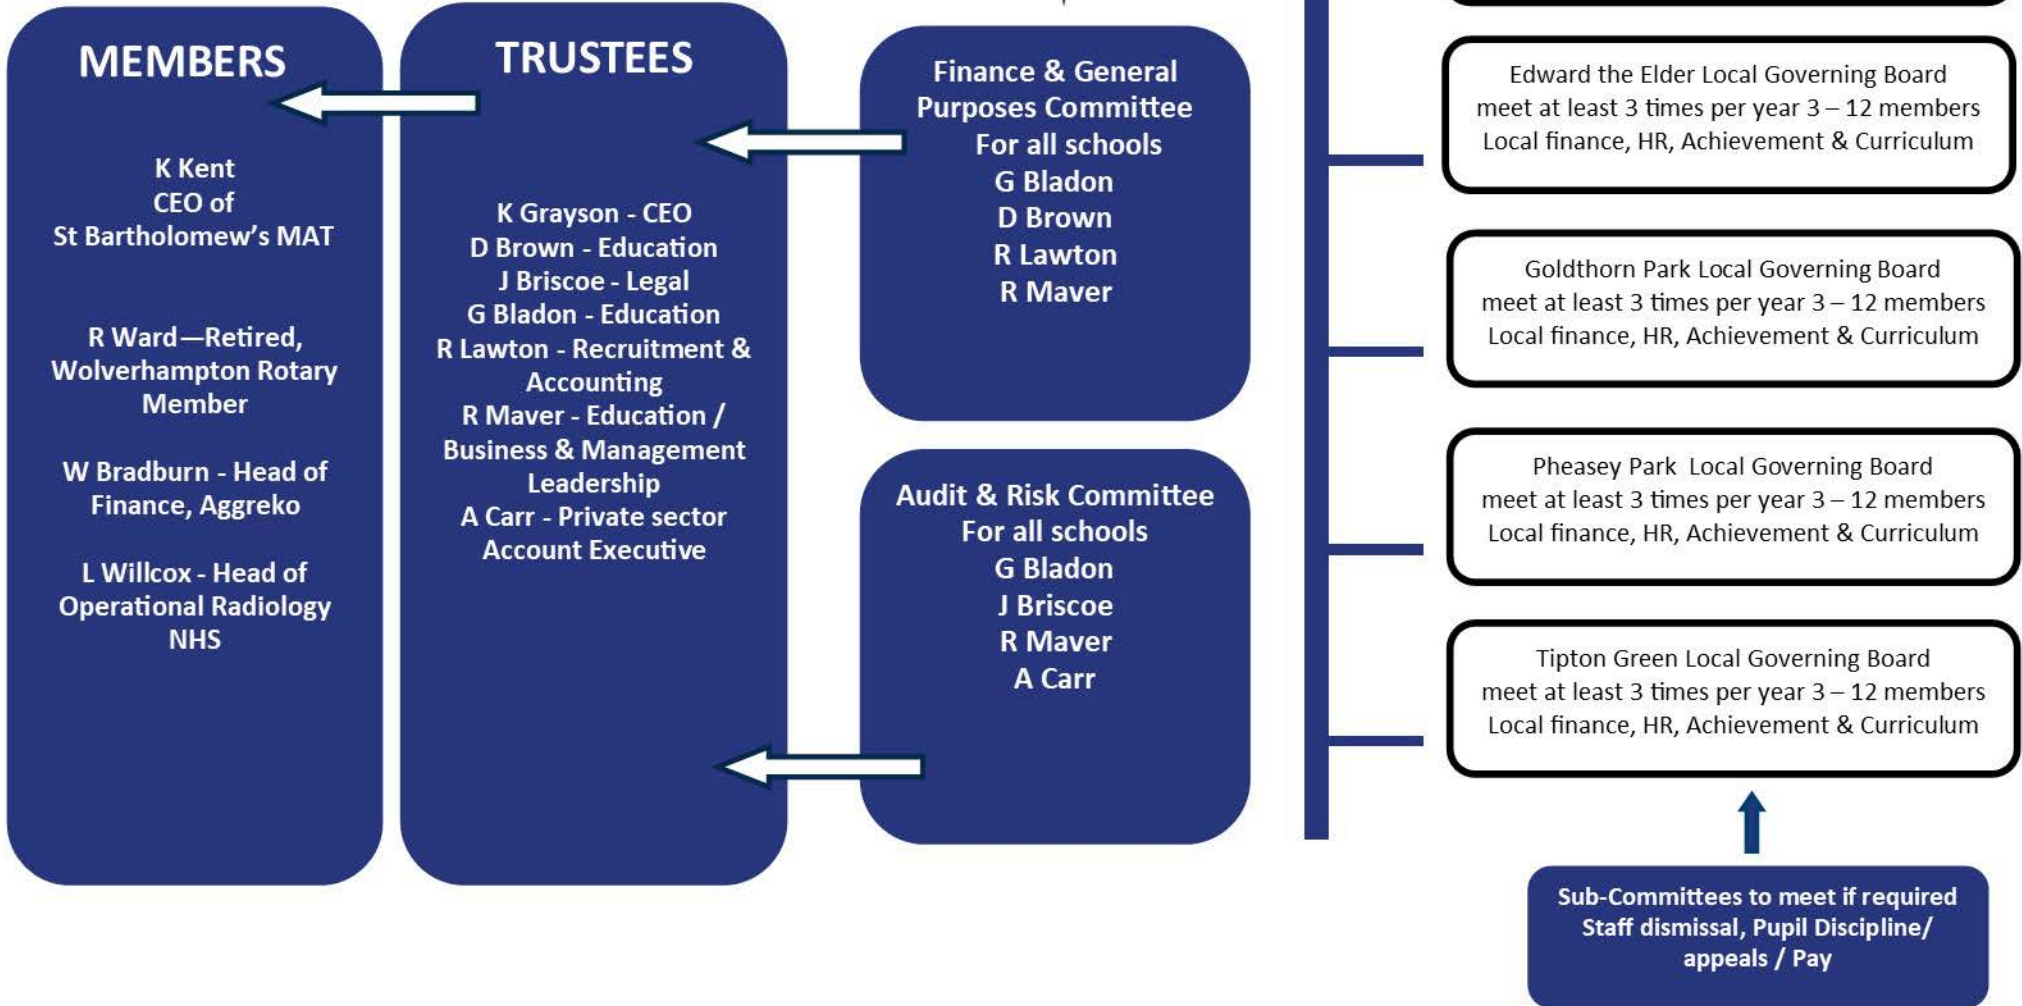 MEMBERS
K Kent
CEO of
St Bartholomew’s MAT
R Ward—Retired,
Wolverhampton Rotary
Member
W Bradburn - Head of
Finance, Aggreko
L Willcox - Head of
Operational Radiology
NHS
TRUSTEES
K Grayson - CEO
D Brown - Education
J Briscoe - Legal
G Bladon - Education
R Lawton - Recruitment &
Accounting
R Maver - Education /
Business & Management
Leadership
A Carr - Private sector
Account Executive
Finance & General
Purposes Committee
For all schools
G Bladon
D Brown
R Lawton
R Maver
Audit & Risk Committee
For all schools
G Bladon
J Briscoe
R Maver
A Carr
Edward the Elder Local Governing Board
meet at least 3 times per year 3 – 12 members
Local finance, HR, Achievement & Curriculum
Goldthorn Park Local Governing Board
meet at least 3 times per year 3 – 12 members
Local finance, HR, Achievement & Curriculum
Pheasey Park Local Governing Board
meet at least 3 times per year 3 – 12 members
Local finance, HR, Achievement & Curriculum
Tipton Green Local Governing Board
meet at least 3 times per year 3 – 12 members
Local finance, HR, Achievement & Curriculum
Sub-Committees to meet if required
Staff dismissal, Pupil Discipline/
appeals / Pay